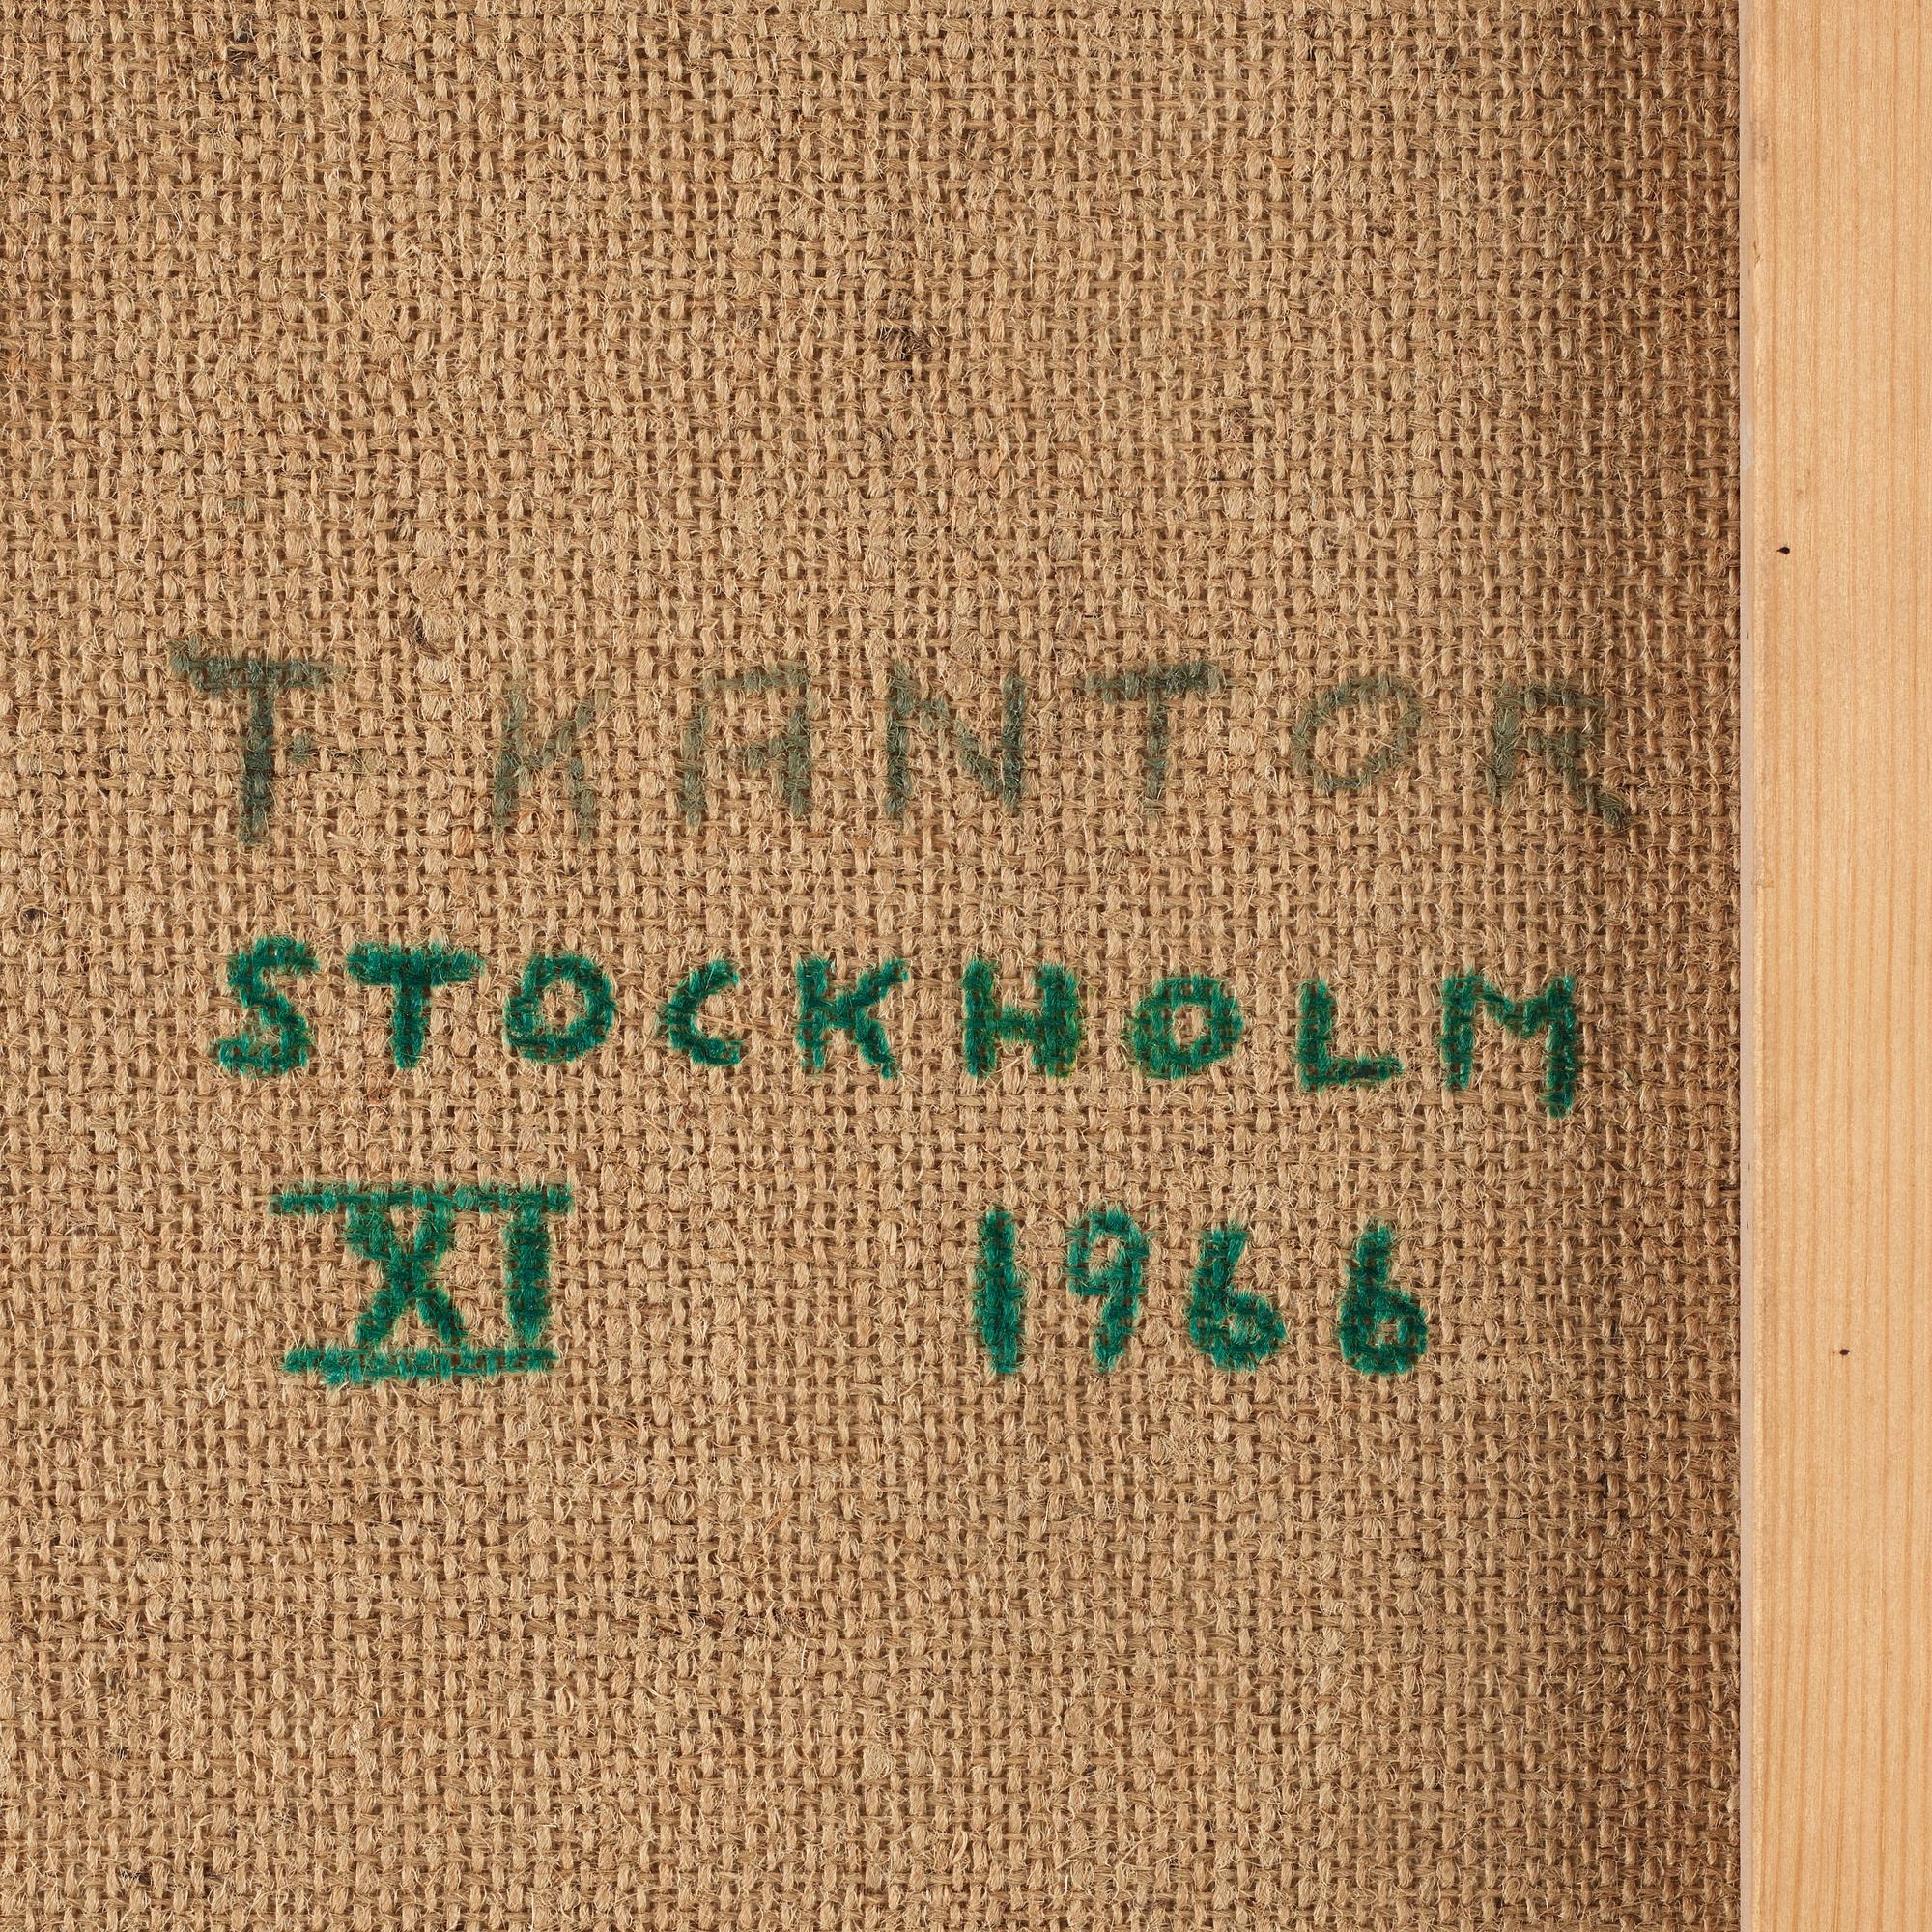 T. KANTOR
STOCKHOLM
XI 1966